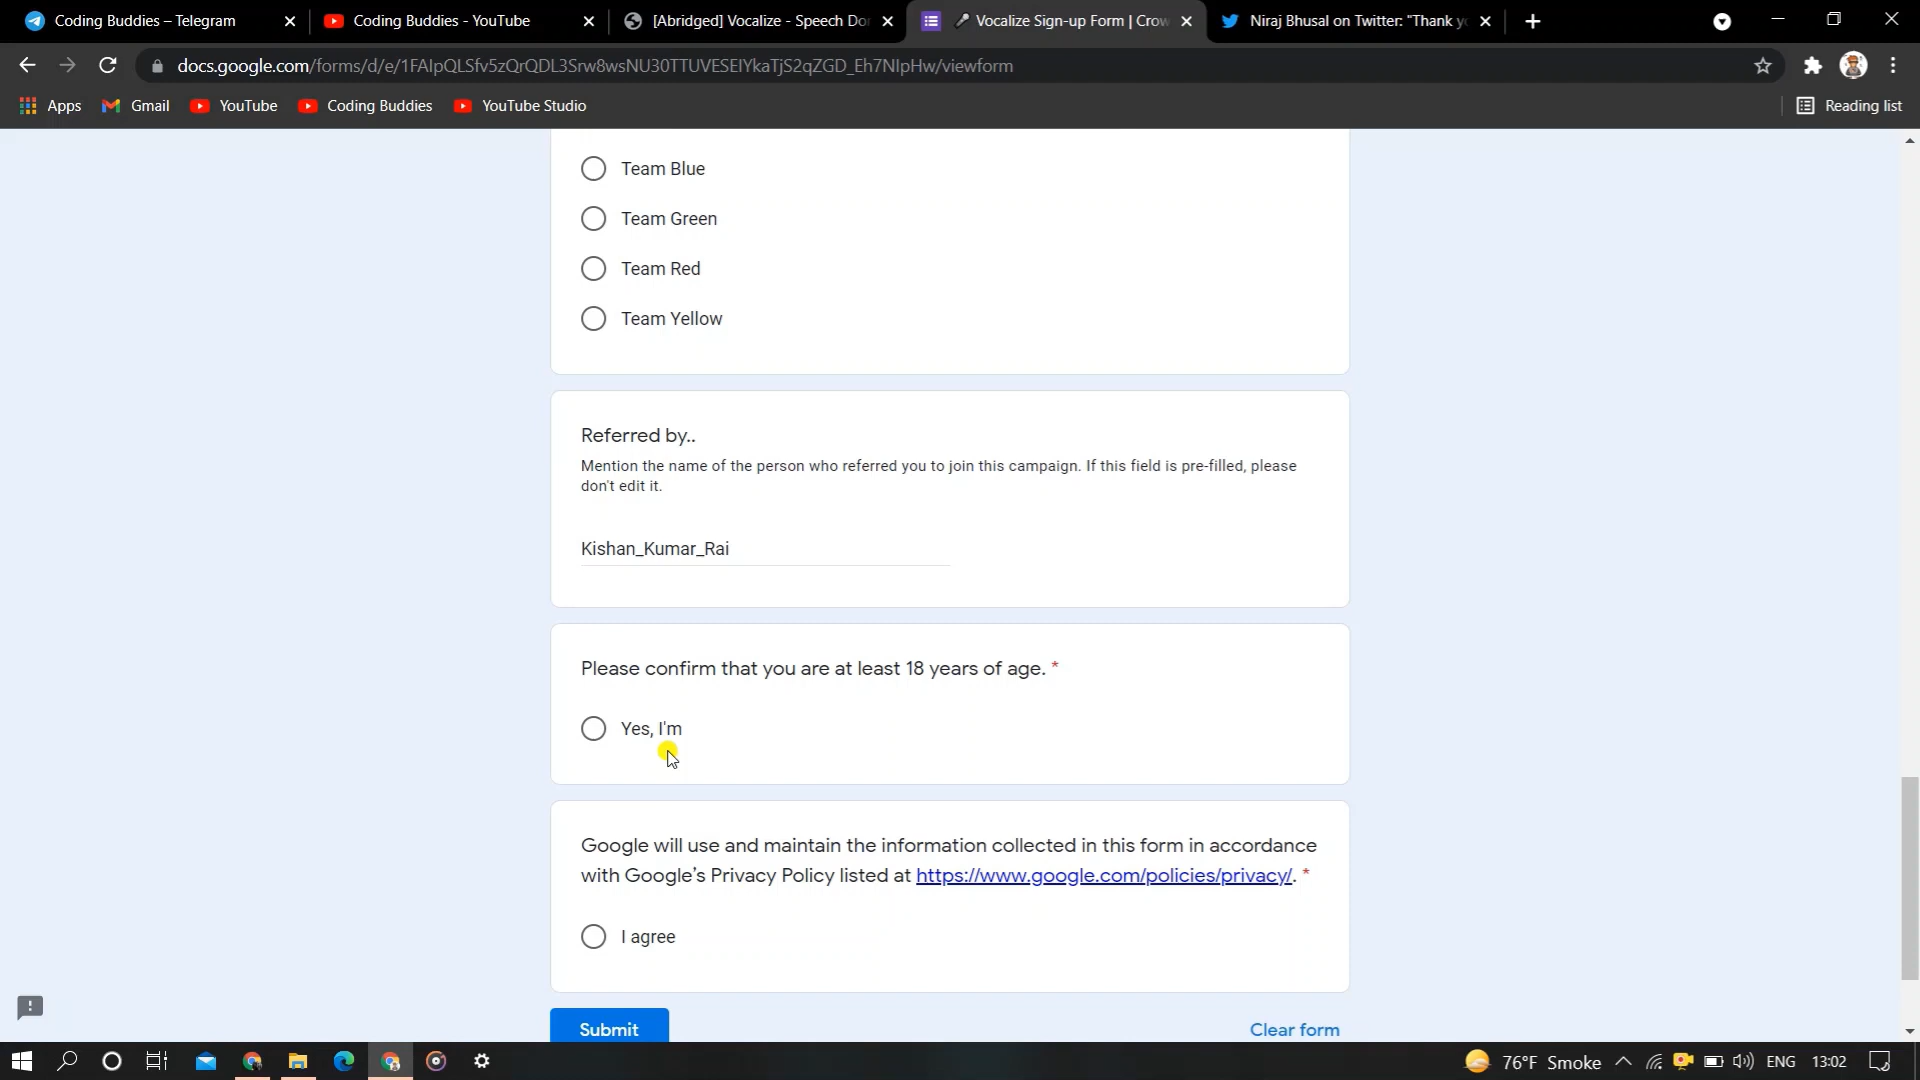 Coding Buddies – Telegram
Coding Buddies - YouTube
[Abridged] Vocalize - Speech Do
Vocalize Sign-up Form | Crow
Niraj Bhusal on Twitter: "Thank y
docs.google.com/forms/d/e/1FAIpQLSfv5zQrQDL3Srw8wsNU30TTUVESEIYkaTjS2qZGD_Eh7NIpHw/viewform
Apps
Gmail
YouTube
Coding Buddies
YouTube Studio
Reading list
Team Blue
Team Green
Team Red
Team Yellow
Referred by..
Mention the name of the person who referred you to join this campaign. If this field is pre-filled, please
don't edit it.
Kishan_Kumar_Rai
Please confirm that you are at least 18 years of age. *
Yes, I'm
Google will use and maintain the information collected in this form in accordance
with Google's Privacy Policy listed at https://www.google.com/policies/privacy/. *
I agree
Submit
Clear form
76°F Smoke
ENG
13:02